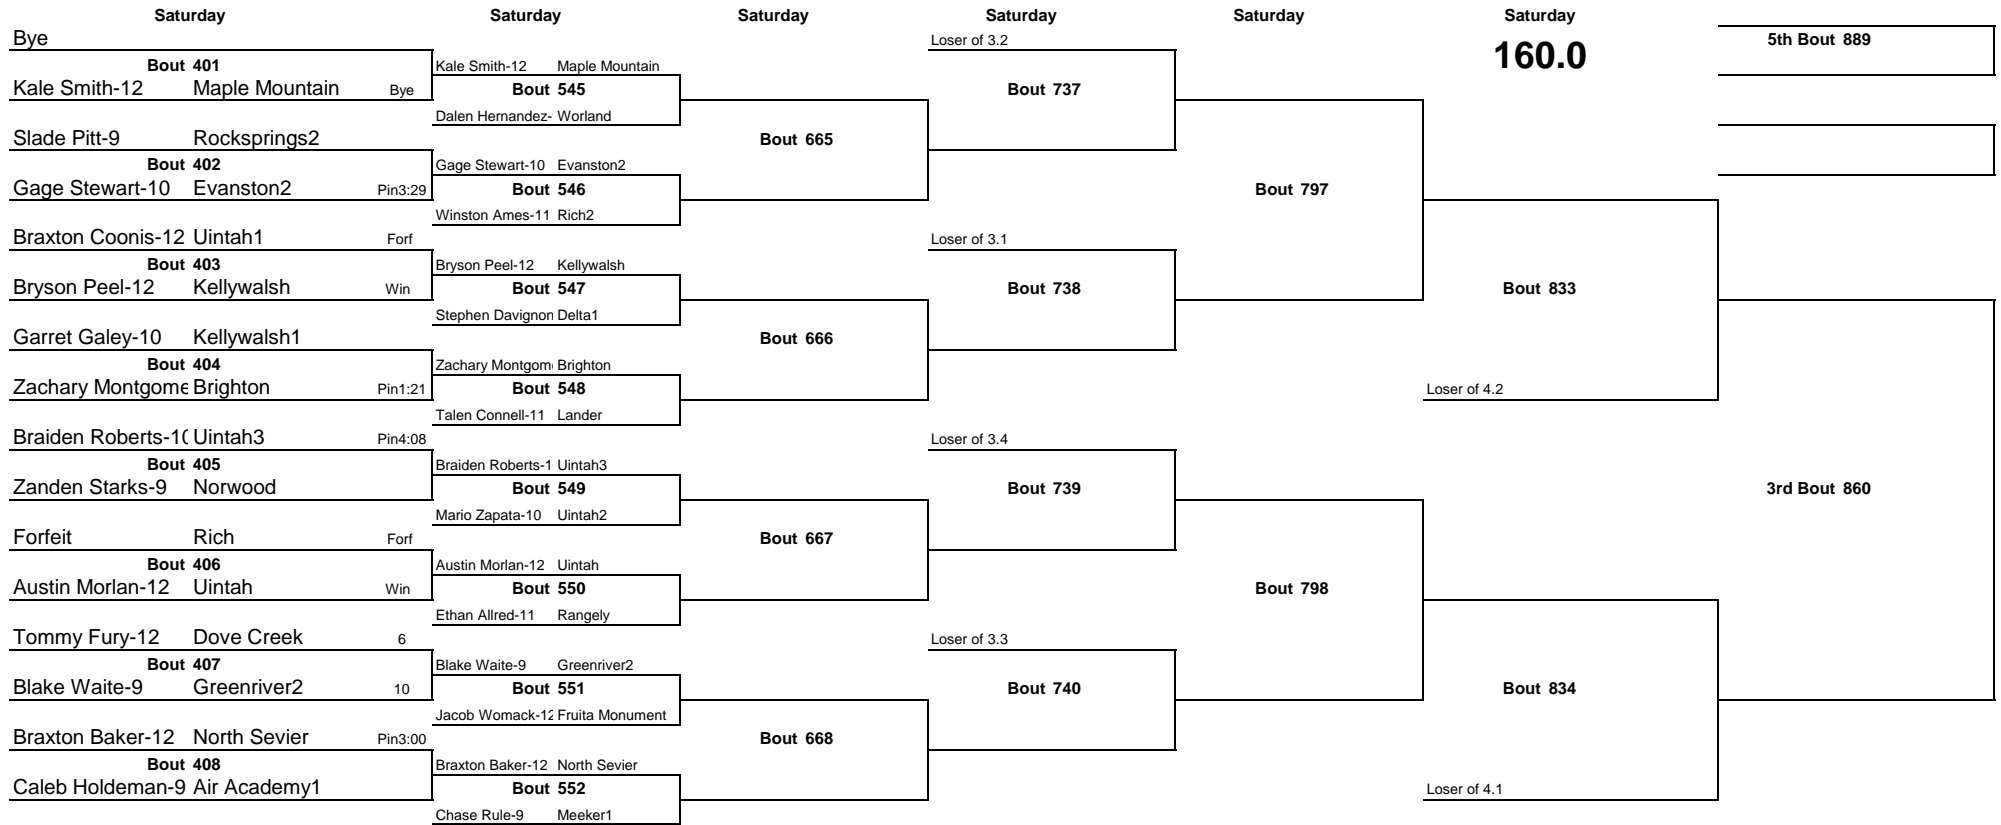 Saturday Saturday Saturday Saturday Saturday Saturday
Bye
Loser of 3.2
160.0
5th Bout 889
Bout 401
Kale Smith-12 Maple Mountain
Kale Smith-12 Maple Mountain Bye
Bout 545
Bout 737
Dalen Hernandez- Worland
Slade Pitt-9 Rocksprings2
Bout 665
Bout 402
Gage Stewart-10 Evanston2
Gage Stewart-10 Evanston2 Pin3:29
Bout 546
Bout 797
Winston Ames-11 Rich2
Braxton Coonis-12 Uintah1 Forf
Loser of 3.1
Bout 403
Bryson Peel-12 Kellywalsh
Bryson Peel-12 Kellywalsh Win
Bout 547
Bout 738
Bout 833
Stephen Davignon Delta1
Garret Galey-10 Kellywalsh1
Bout 666
Bout 404
Zachary Montgom Brighton
Zachary Montgome Brighton Pin1:21
Bout 548
Loser of 4.2
Talen Connell-11 Lander
Braiden Roberts-10 Uintah3 Pin4:08
Loser of 3.4
Bout 405
Braiden Roberts-1 Uintah3
Zanden Starks-9 Norwood
Bout 549
Bout 739
3rd Bout 860
Mario Zapata-10 Uintah2
Forfeit Rich Forf
Bout 667
Bout 406
Austin Morlan-12 Uintah
Austin Morlan-12 Uintah Win
Bout 550
Bout 798
Ethan Allred-11 Rangely
Tommy Fury-12 Dove Creek 6
Loser of 3.3
Bout 407
Blake Waite-9 Greenriver2
Blake Waite-9 Greenriver2 10
Bout 551
Bout 740
Bout 834
Jacob Womack-12 Fruita Monument
Braxton Baker-12 North Sevier Pin3:00
Bout 668
Bout 408
Braxton Baker-12 North Sevier
Caleb Holdeman-9 Air Academy1
Bout 552
Loser of 4.1
Chase Rule-9 Meeker1